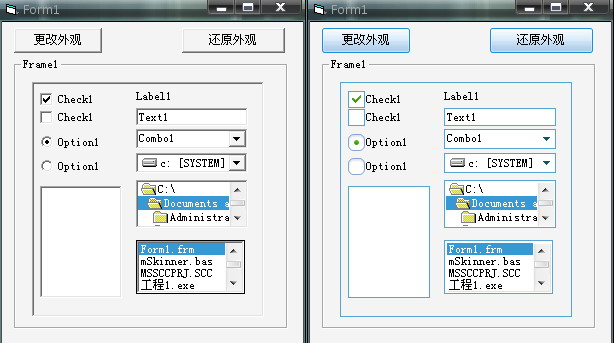 Form1
更改外观 还原外观
Frame1
Check1
Check1
Option1
Option1
Label1
Text1
Combo1
c: [SYSTEM]
C:\
Documents a
Administra
Form1.frm
mSkinner.bas
MSSCCPRJ.SCC
工程1.exe
Form1
更改外观 还原外观
Frame1
Check1
Check1
Option1
Option1
Label1
Text1
Combo1
c: [SYSTEM]
C:\
Documents a
Administra
Form1.frm
mSkinner.bas
MSSCCPRJ.SCC
工程1.exe